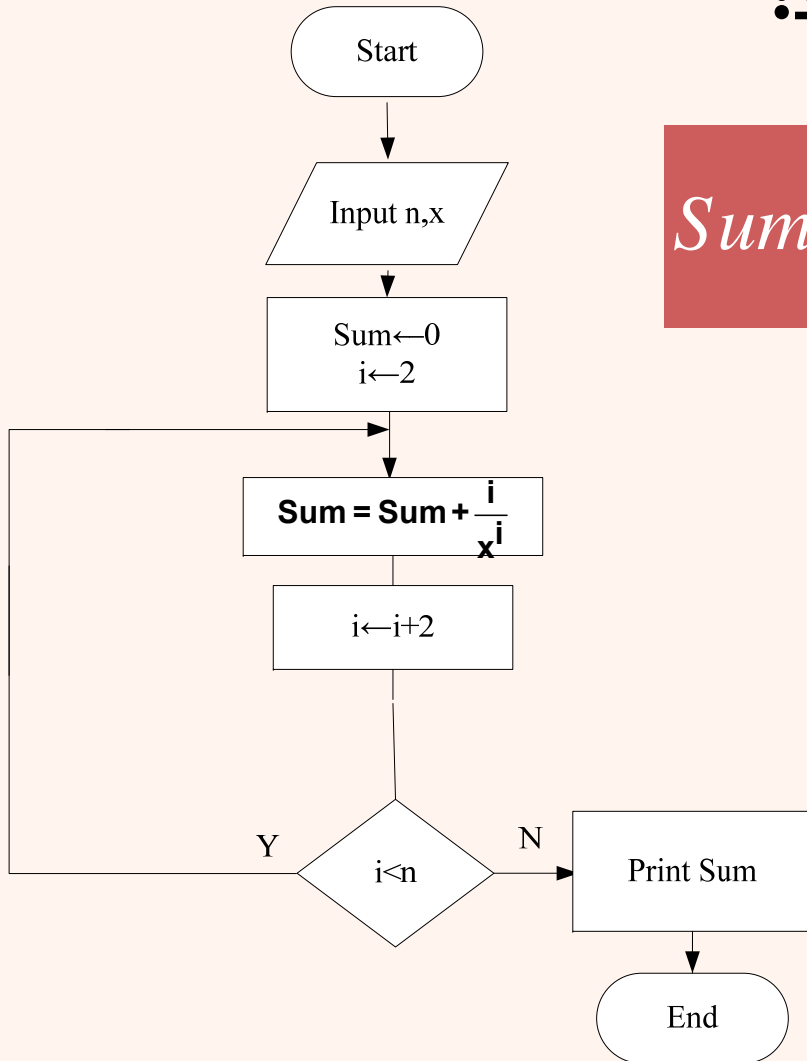 Start
Input n,x
Sum
Sum←0
i←2
Sum = Sum + i/x^i
i←i+2
Y
N
i<n
Print Sum
End